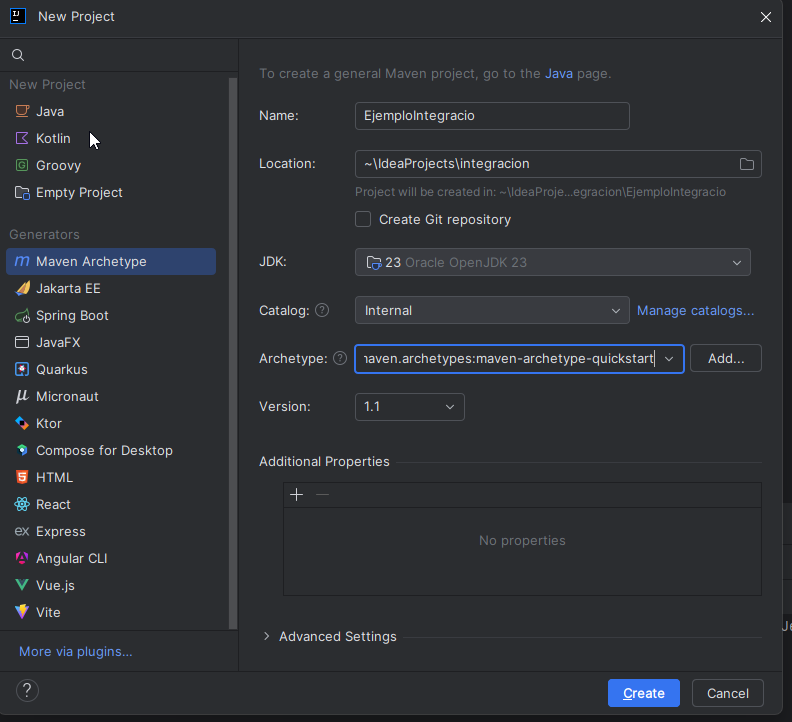 New Project
New Project
Java
Kotlin
Groovy
Empty Project
Generators
Maven Archetype
Jakarta EE
Spring Boot
JavaFX
Quarkus
Micronaut
Ktor
Compose for Desktop
HTML
React
Express
Angular CLI
Vue.js
Vite
More via plugins...
?
To create a general Maven project, go to the Java page.
Name: EjemploIntegracio
Location: ~\IdeaProjects\integracion
Project will be created in: ~\IdeaProje...egracion\EjemploIntegracio
Create Git repository
JDK: 23 Oracle OpenJDK 23
Catalog: ? Internal Manage catalogs...
Archetype: ? naven.archetypes:maven-archetype-quickstart Add...
Version: 1.1
Additional Properties
No properties
Advanced Settings
Create Cancel